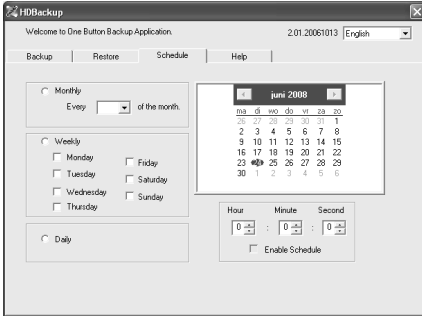 HDBackup
Welcome to One Button Backup Application.
2.01.20061013 English
Backup Restore Schedule Help
Monthly
Every of the month.
Weekly
Monday
Tuesday
Wednesday
Thursday
Friday
Saturday
Sunday
Daily
juni 2008
ma di wo do vr za zo
26 27 28 29 30 31 1
2 3 4 5 6 7 8
9 10 11 12 13 14 15
16 17 18 19 20 21 22
23 24 25 26 27 28 29
30 1 2 3 4 5 6
Hour Minute Second
0 : 0 : 0
Enable Schedule